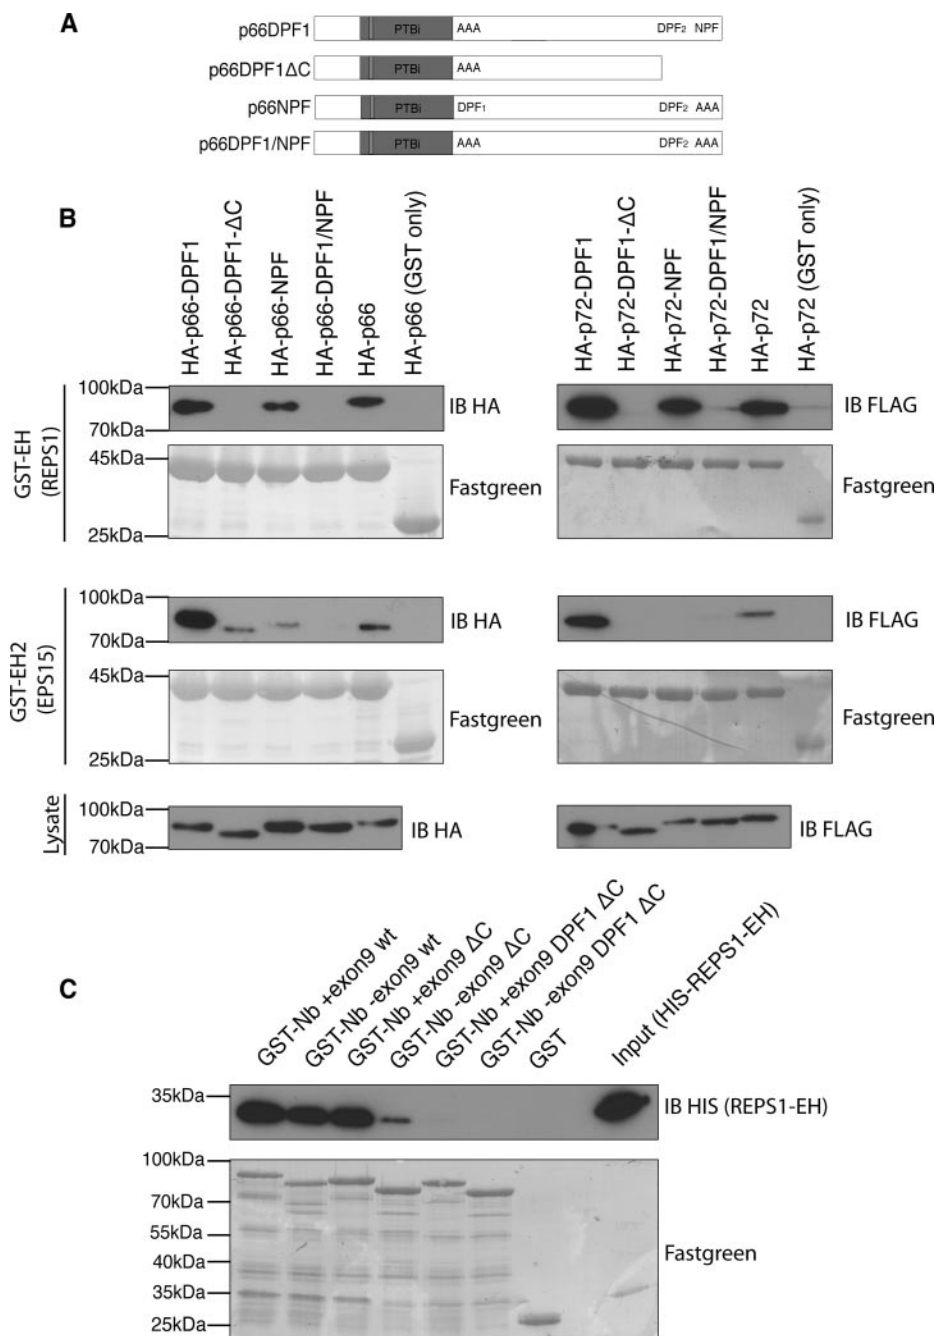 A
p66DPF1 PTBi AAA DPF2 NPF
p66DPF1ΔC PTBi AAA
p66NPF PTBi DPF1 DPF2 AAA
p66DPF1/NPF PTBi AAA DPF2 AAA
B
HA-p66-DPF1
HA-p66-DPF1-ΔC
HA-p66-NPF
HA-p66-DPF1/NPF
HA-p66
HA-p66 (GST only)
HA-p72-DPF1
HA-p72-DPF1-ΔC
HA-p72-NPF
HA-p72-DPF1/NPF
HA-p72
HA-p72 (GST only)
GST-EH
(REPS1)
100kDa
70kDa
IB HA
IB FLAG
45kDa
25kDa
Fastgreen
Fastgreen
GST-EH2
(EPS15)
100kDa
70kDa
IB HA
IB FLAG
45kDa
25kDa
Fastgreen
Fastgreen
Lysate
100kDa
70kDa
IB HA
IB FLAG
C
GST-Nb +exon9 wt
GST-Nb -exon9 wt
GST-Nb +exon9 ΔC
GST-Nb -exon9 ΔC
GST-Nb +exon9 DPF1 ΔC
GST-Nb -exon9 DPF1 ΔC
GST
Input (HIS-REPS1-EH)
35kDa
IB HIS (REPS1-EH)
100kDa
70kDa
55kDa
40kDa
35kDa
25kDa
Fastgreen